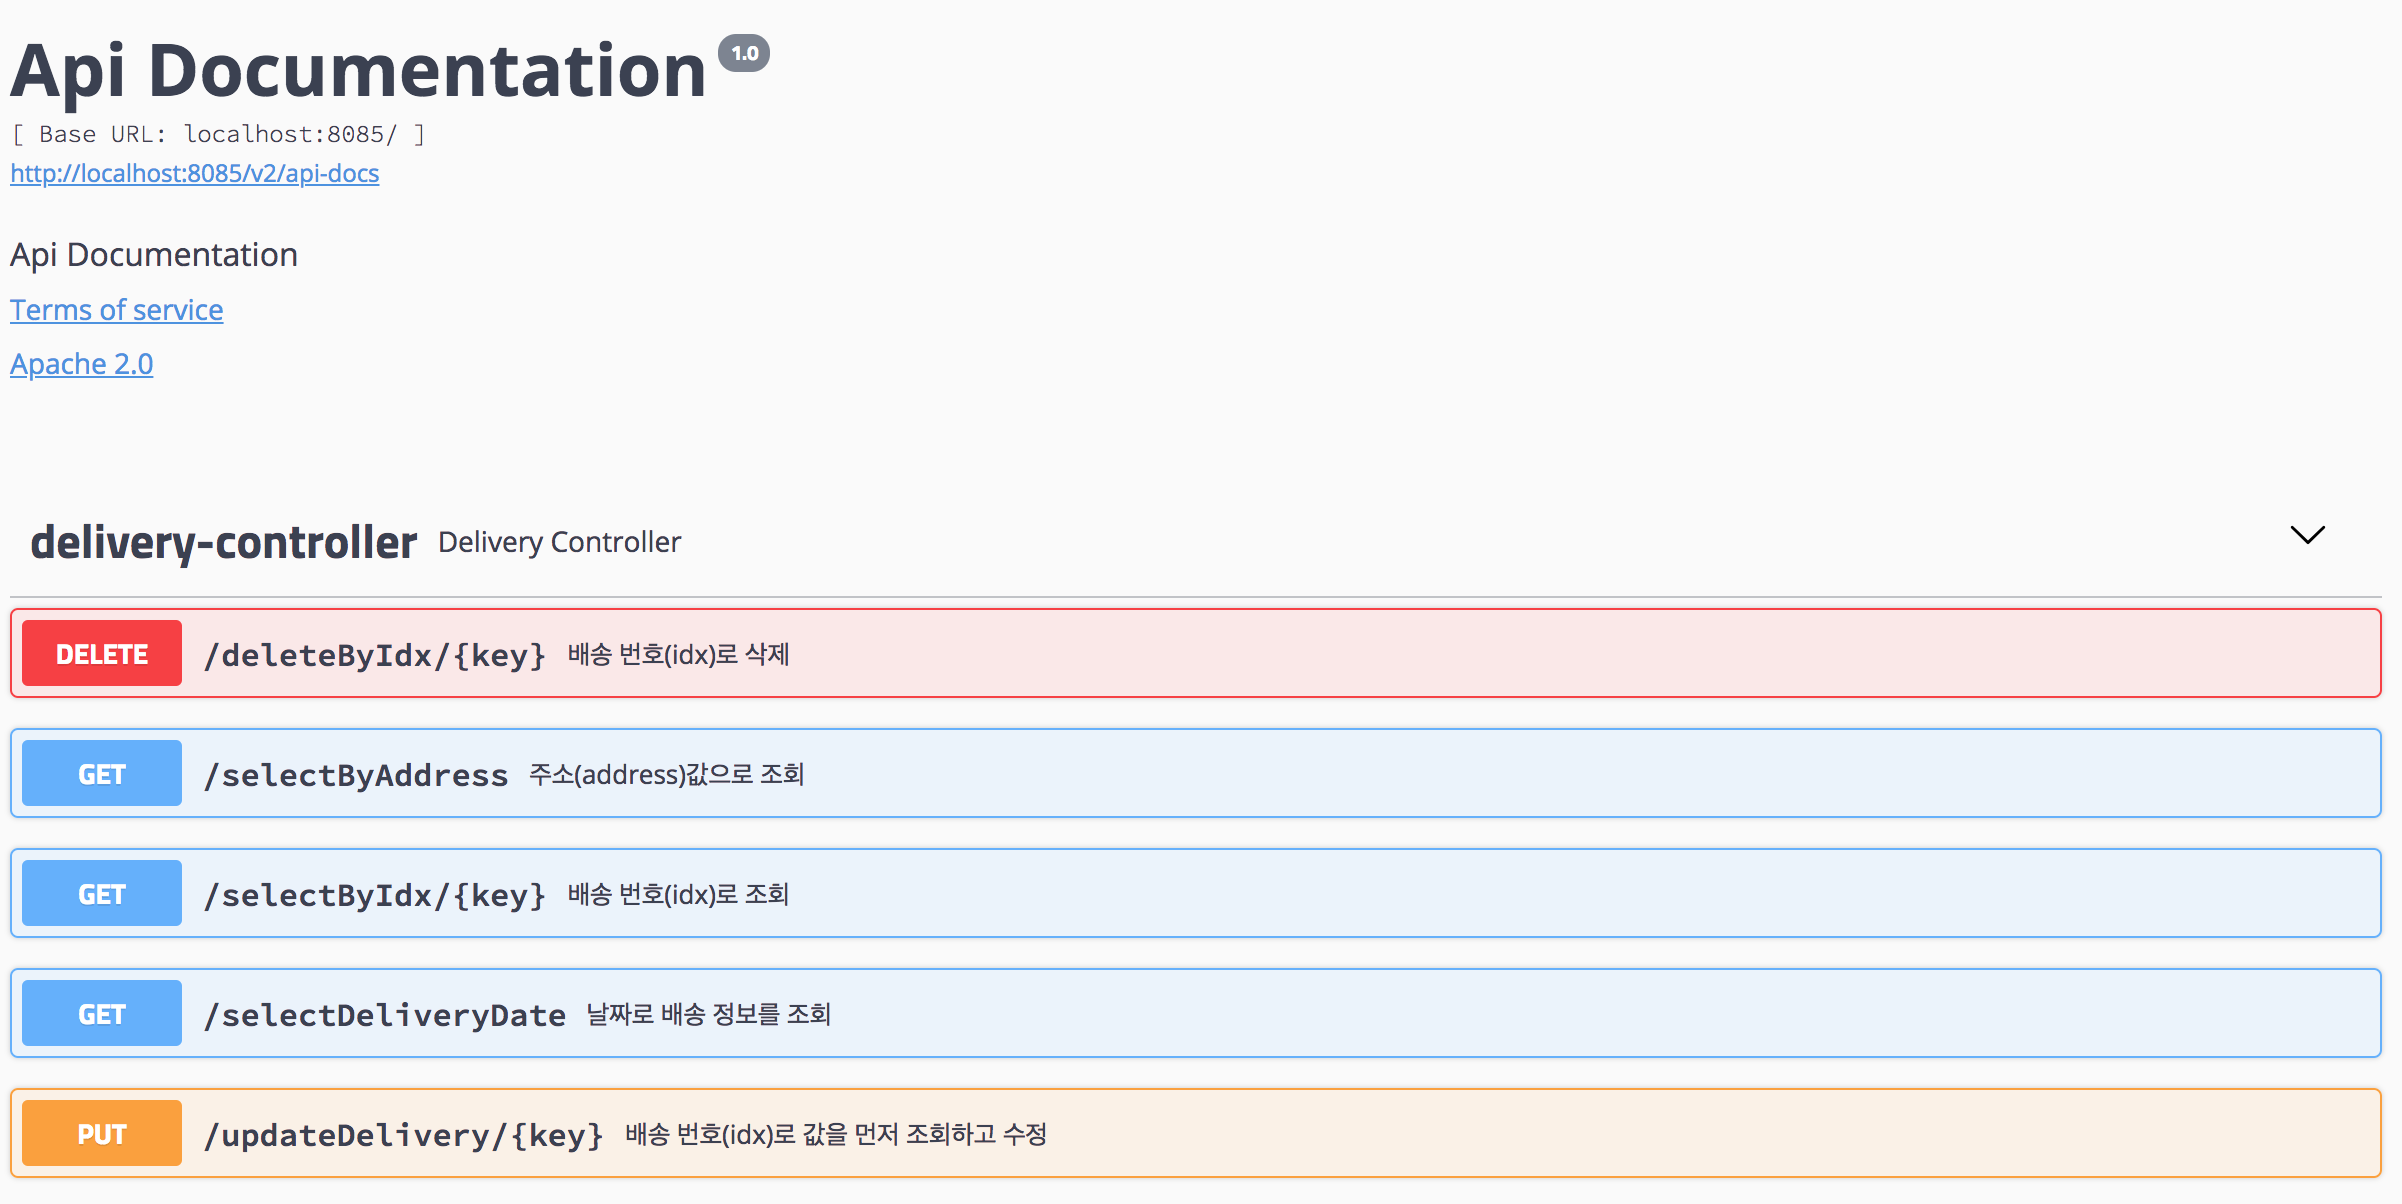 Api Documentation 1.0
[ Base URL: localhost:8085/ ]
http://localhost:8085/v2/api-docs
Api Documentation
Terms of service
Apache 2.0
delivery-controller Delivery Controller
DELETE /deleteByIdx/{key} 배송 번호(idx)로 삭제
GET /selectByAddress 주소(address)값으로 조회
GET /selectByIdx/{key} 배송 번호(idx)로 조회
GET /selectDeliveryDate 날짜로 배송 정보를 조회
PUT /updateDelivery/{key} 배송 번호(idx)로 값을 먼저 조회하고 수정